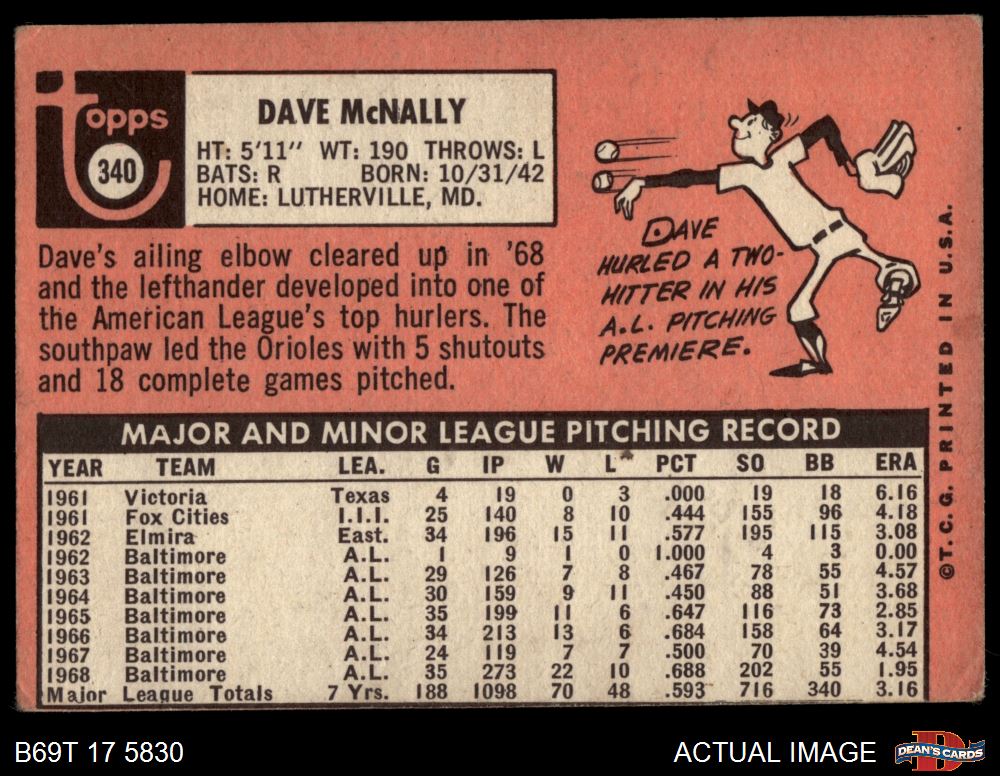 Topps
340
DAVE McNALLY
HT: 5'11" WT: 190 THROWS: L
BATS: R BORN: 10/31/42
HOME: LUTHERVILLE, MD.
Dave's ailing elbow cleared up in '68
and the lefthander developed into one of
the American League's top hurlers. The
southpaw led the Orioles with 5 shutouts
and 18 complete games pitched.
DAVE
HURLED A TWO-
HITTER IN HIS
A.L. PITCHING
PREMIERE.
©T.C.G. PRINTED IN U.S.A.
MAJOR AND MINOR LEAGUE PITCHING RECORD
YEAR TEAM LEA. G IP W L PCT SO BB ERA
1961 Victoria Texas 4 19 0 3 .000 19 18 6.16
1961 Fox Cities I.I.I. 25 140 8 10 .444 155 96 4.18
1962 Elmira East. 34 196 15 11 .577 195 115 3.08
1962 Baltimore A.L. 1 9 1 0 1.000 4 3 0.00
1963 Baltimore A.L. 29 126 7 8 .467 78 55 4.57
1964 Baltimore A.L. 30 159 9 11 .450 88 51 3.68
1965 Baltimore A.L. 35 199 11 6 .647 116 73 2.85
1966 Baltimore A.L. 34 213 13 6 .684 158 64 3.17
1967 Baltimore A.L. 24 119 7 7 .500 70 39 4.54
1968 Baltimore A.L. 35 273 22 10 .688 202 55 1.95
Major League Totals 7 Yrs. 188 1098 70 48 .593 716 340 3.16
B69T 17 5830
ACTUAL IMAGE
DEAN'S CARDS